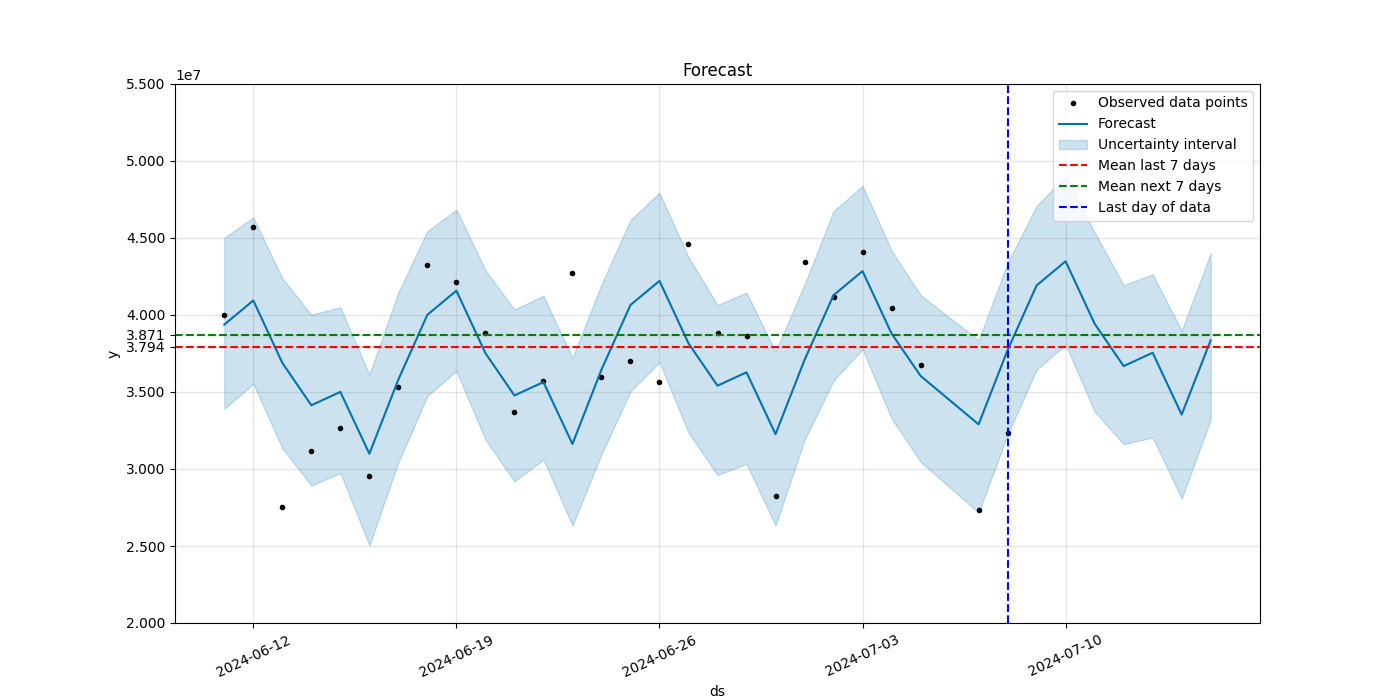 Forecast
1e7
5.500
5.000
4.500
4.000
3.871
3.794
3.500
3.000
2.500
2.000
y
Observed data points
Forecast
Uncertainty interval
Mean last 7 days
Mean next 7 days
Last day of data
2024-06-12
2024-06-19
2024-06-26
2024-07-03
2024-07-10
ds